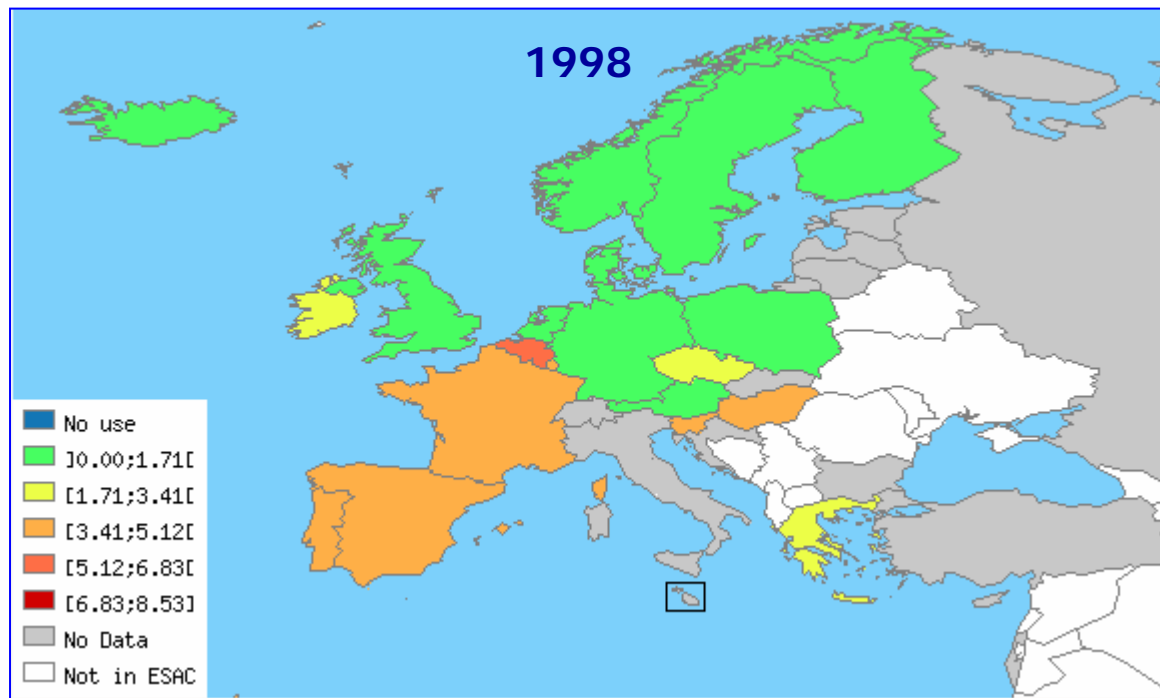 1998
No use
]0.00;1.71[
[1.71;3.41[
[3.41;5.12[
[5.12;6.83[
[6.83;8.53]
No Data
Not in ESAC